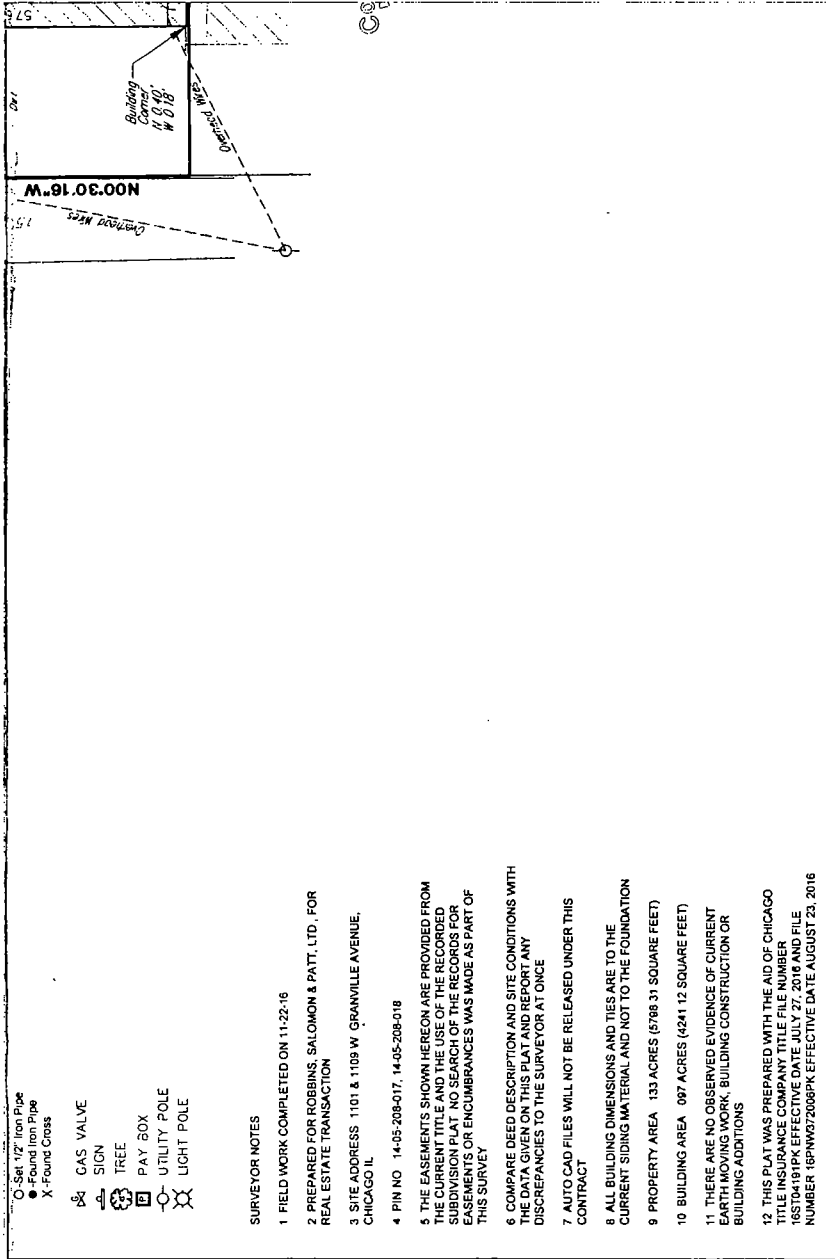 O-Set 1/2" Iron Pipe
●-Found Iron Pipe
X-Found Cross
GAS VALVE
SIGN
TREE
PAY BOX
UTILITY POLE
LIGHT POLE
SURVEYOR NOTES
1 FIELD WORK COMPLETED ON 11-22-16
2 PREPARED FOR ROBBINS, SALOMON & PATT, LTD , FOR
REAL ESTATE TRANSACTION
3 SITE ADDRESS 1101 & 1109 W GRANVILLE AVENUE,
CHICAGO IL
4 PIN NO 14-05-208-017, 14-05-208-018
5 THE EASEMENTS SHOWN HEREON ARE PROVIDED FROM
THE CURRENT TITLE AND THE USE OF THE RECORDED
SUBDIVISION PLAT NO SEARCH OF THE RECORDS FOR
EASEMENTS OR ENCUMBRANCES WAS MADE AS PART OF
THIS SURVEY
6 COMPARE DEED DESCRIPTION AND SITE CONDITIONS WITH
THE DATA GIVEN ON THIS PLAT AND REPORT ANY
DISCREPANCIES TO THE SURVEYOR AT ONCE
7 AUTO CAD FILES WILL NOT BE RELEASED UNDER THIS
CONTRACT
8 ALL BUILDING DIMENSIONS AND TIES ARE TO THE
CURRENT SIDING MATERIAL AND NOT TO THE FOUNDATION
9 PROPERTY AREA 133 ACRES (5798 31 SQUARE FEET)
10 BUILDING AREA 097 ACRES (4241 12 SQUARE FEET)
11 THERE ARE NO OBSERVED EVIDENCE OF CURRENT
EARTH MOVING WORK, BUILDING CONSTRUCTION OR
BUILDING ADDITIONS
12 THIS PLAT WAS PREPARED WITH THE AID OF CHICAGO
TITLE INSURANCE COMPANY TITLE FILE NUMBER
16ST04191PK EFFECTIVE DATE JULY 27, 2016 AND FILE
NUMBER 16PNW372006PK EFFECTIVE DATE AUGUST 23, 2016
15
Overhead Wires
N00°30'16"W
Building
Corner
N 0.40'
W 0.18'
Overhead Wires
57.6